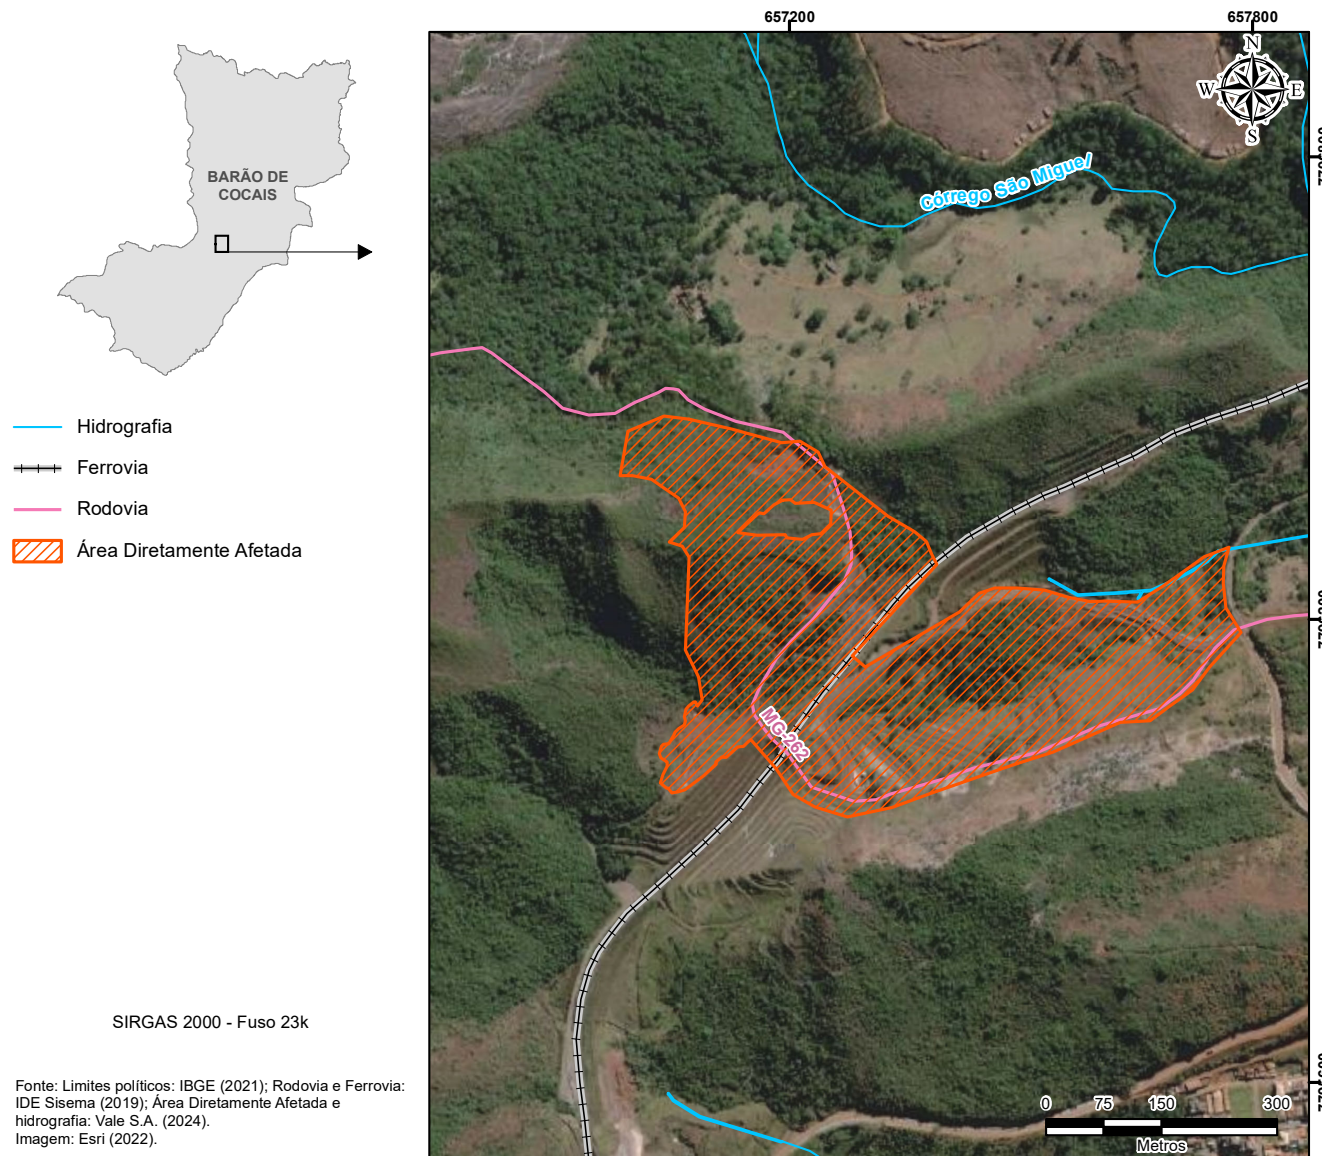 657200
657800
N
W
E
S
BARÃO DE
COCAIS
Córrego São Miguel
Hidrografia
Ferrovia
Rodovia
Área Diretamente Afetada
MG-262
SIRGAS 2000 - Fuso 23k
Fonte: Limites políticos: IBGE (2021); Rodovia e Ferrovia:
IDE Sisema (2019); Área Diretamente Afetada e
hidrografia: Vale S.A. (2024).
Imagem: Esri (2022).
0 75 150 300
Metros